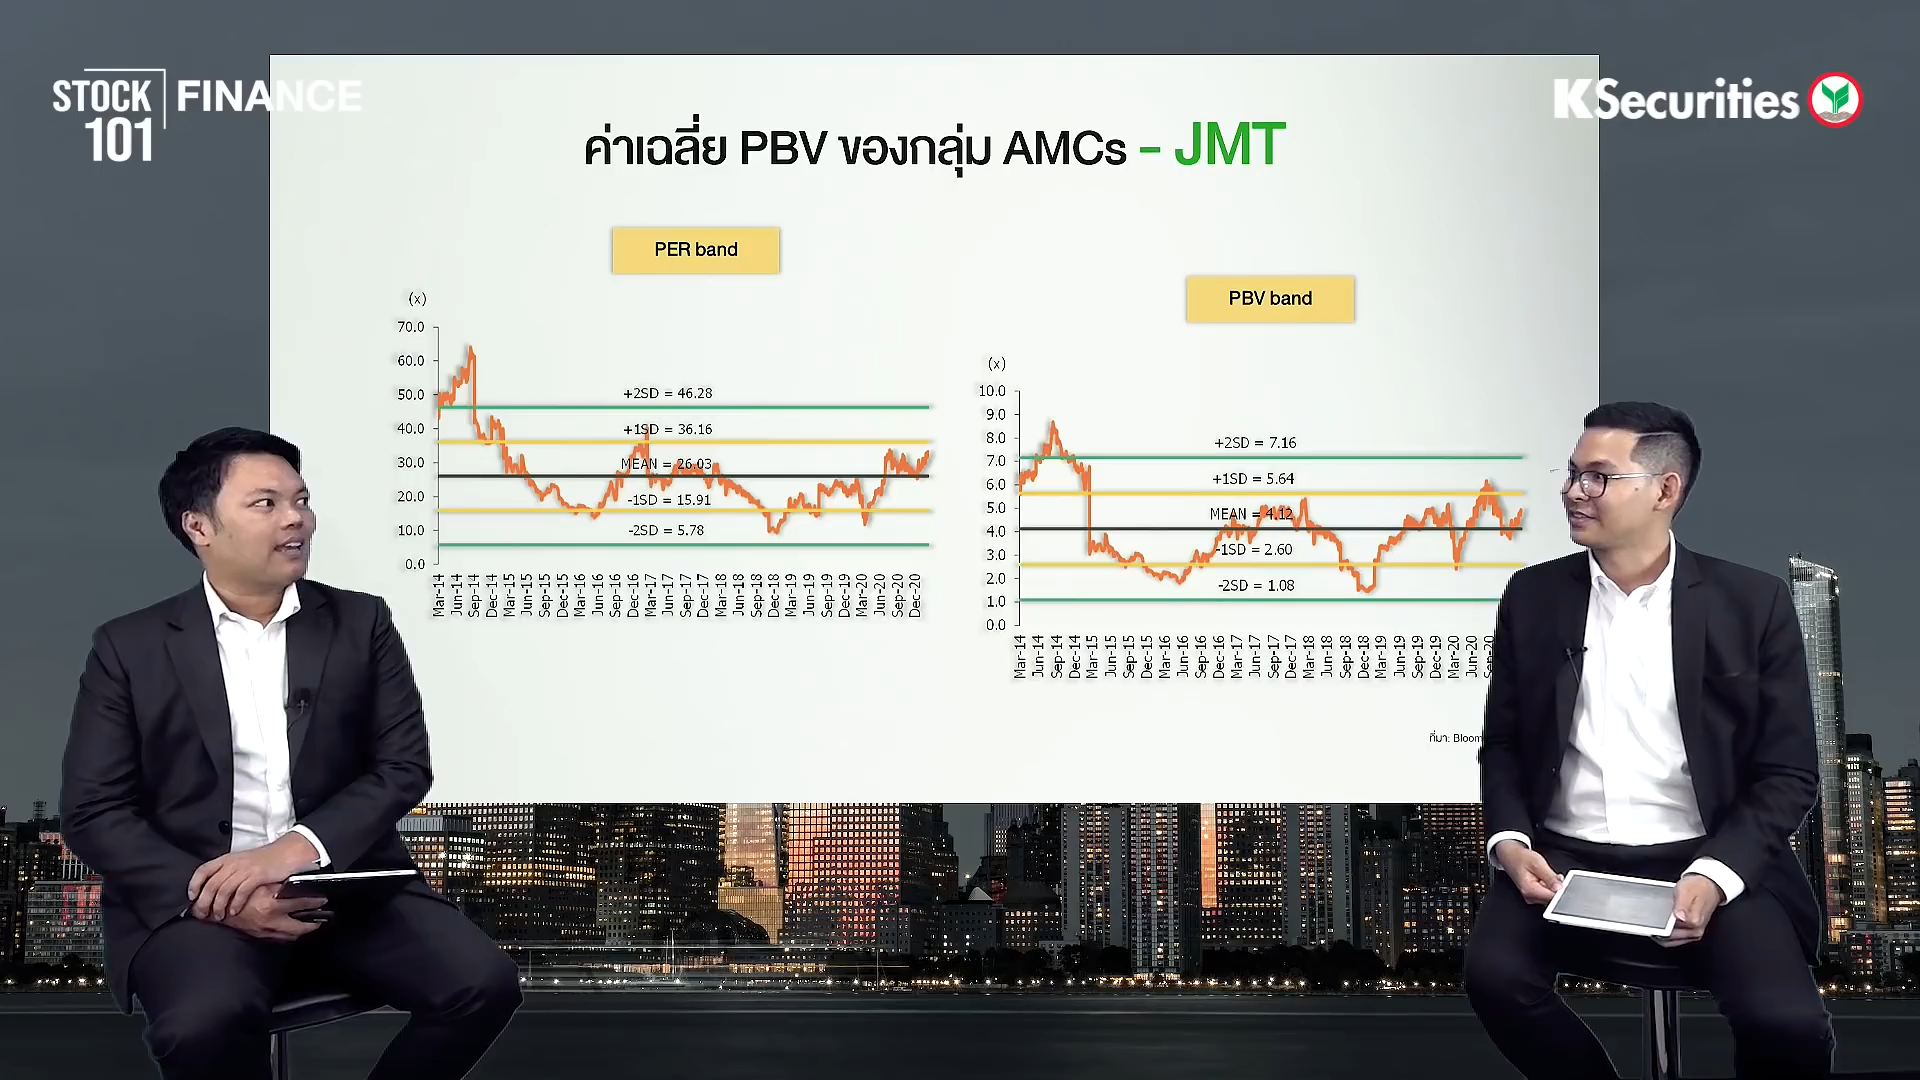 STOCK
101
FINANCE
KSecurities
ค่าเฉลี่ย PBV ของกลุ่ม AMCs - JMT
PER band
(x)
70.0
60.0
50.0
40.0
30.0
20.0
10.0
0.0
+2SD = 46.28
+1SD = 36.16
MEAN = 26.03
-1SD = 15.91
-2SD = 5.78
Mar-14
Jun-14
Sep-14
Dec-14
Mar-15
Jun-15
Sep-15
Dec-15
Mar-16
Jun-16
Sep-16
Dec-16
Mar-17
Jun-17
Sep-17
Dec-17
Mar-18
Jun-18
Sep-18
Dec-18
Mar-19
Jun-19
Sep-19
Dec-19
Mar-20
Jun-20
Sep-20
Dec-20
PBV band
(x)
10.0
9.0
8.0
7.0
6.0
5.0
4.0
3.0
2.0
1.0
0.0
+2SD = 7.16
+1SD = 5.64
MEAN = 4.12
-1SD = 2.60
-2SD = 1.08
Mar-14
Jun-14
Sep-14
Dec-14
Mar-15
Jun-15
Sep-15
Dec-15
Mar-16
Jun-16
Sep-16
Dec-16
Mar-17
Jun-17
Sep-17
Dec-17
Mar-18
Jun-18
Sep-18
Dec-18
Mar-19
Jun-19
Sep-19
Dec-19
Mar-20
Jun-20
Sep-20
ที่มา: Bloom